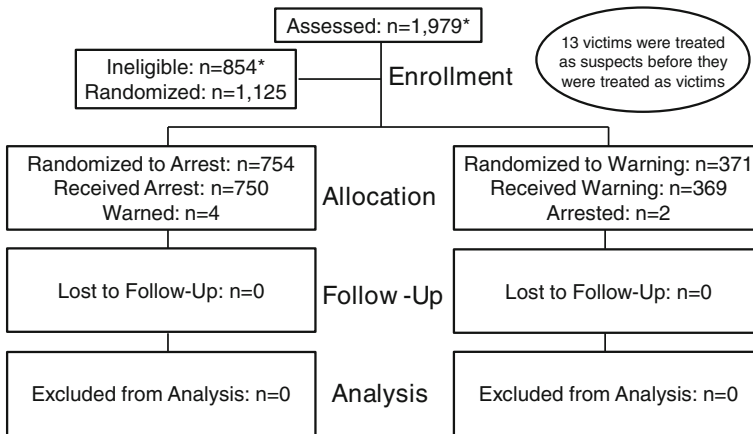 Assessed: n=1,979*
13 victims were treated
as suspects before they
were treated as victims
Ineligible: n=854*
Randomized: n=1,125
Enrollment
Randomized to Arrest: n=754
Received Arrest: n=750
Warned: n=4
Allocation
Randomized to Warning: n=371
Received Warning: n=369
Arrested: n=2
Lost to Follow-Up: n=0
Follow -Up
Lost to Follow-Up: n=0
Excluded from Analysis: n=0
Analysis
Excluded from Analysis: n=0